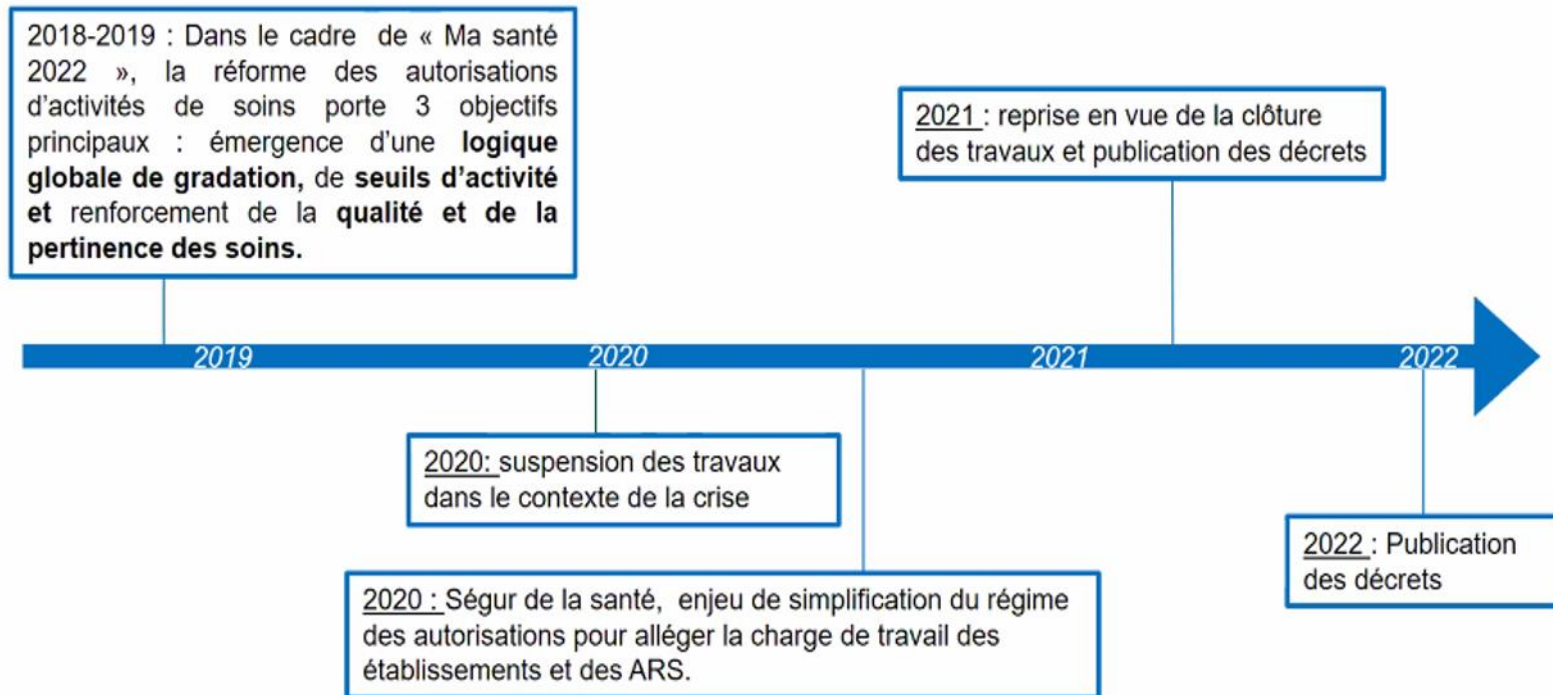 2018-2019 : Dans le cadre de « Ma santé
2022 », la réforme des autorisations
d’activités de soins porte 3 objectifs
principaux : émergence d’une logique
globale de gradation, de seuils d’activité
et renforcement de la qualité et de la
pertinence des soins.
2021 : reprise en vue de la clôture
des travaux et publication des décrets
2019
2020
2021
2022
2020: suspension des travaux
dans le contexte de la crise
2020 : Ségur de la santé, enjeu de simplification du régime
des autorisations pour alléger la charge de travail des
établissements et des ARS.
2022 : Publication
des décrets